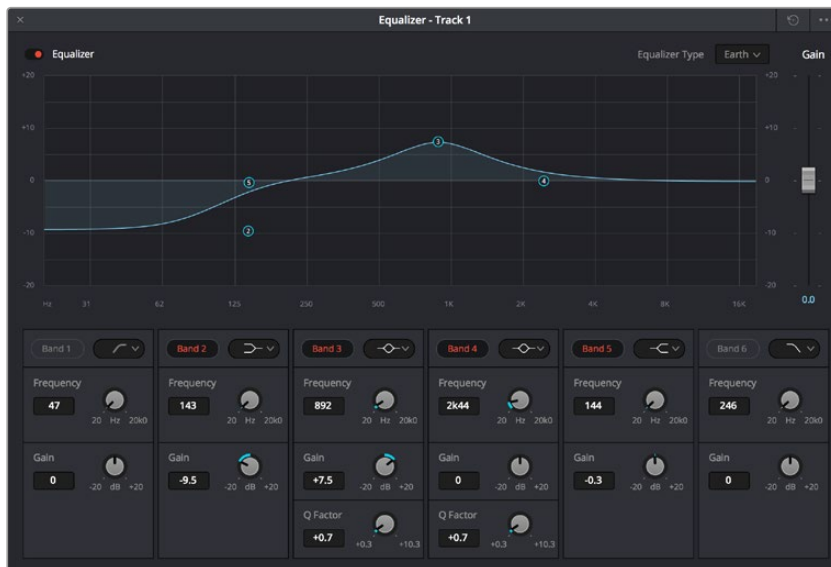 Equalizer - Track 1
Equalizer
Equalizer Type Earth Gain
+20 +20
+10 +10
0 0
-10 -10
-20 -20
Hz 31 62 125 250 500 1K 2K 4K 8K 16K 0.0
5
3
4
2
Band 1 Band 2 Band 3 Band 4 Band 5 Band 6
Frequency Frequency Frequency Frequency Frequency Frequency
47 143 892 2k44 144 246
20 Hz 20k0 20 Hz 20k0 20 Hz 20k0 20 Hz 20k0 20 Hz 20k0 20 Hz 20k0
Gain Gain Gain Gain Gain Gain
0 -9.5 +7.5 0 -0.3 0
-20 dB +20 -20 dB +20 -20 dB +20 -20 dB +20 -20 dB +20 -20 dB +20
Q Factor Q Factor
+0.7 +0.7
+0.3 +10.3 +0.3 +10.3